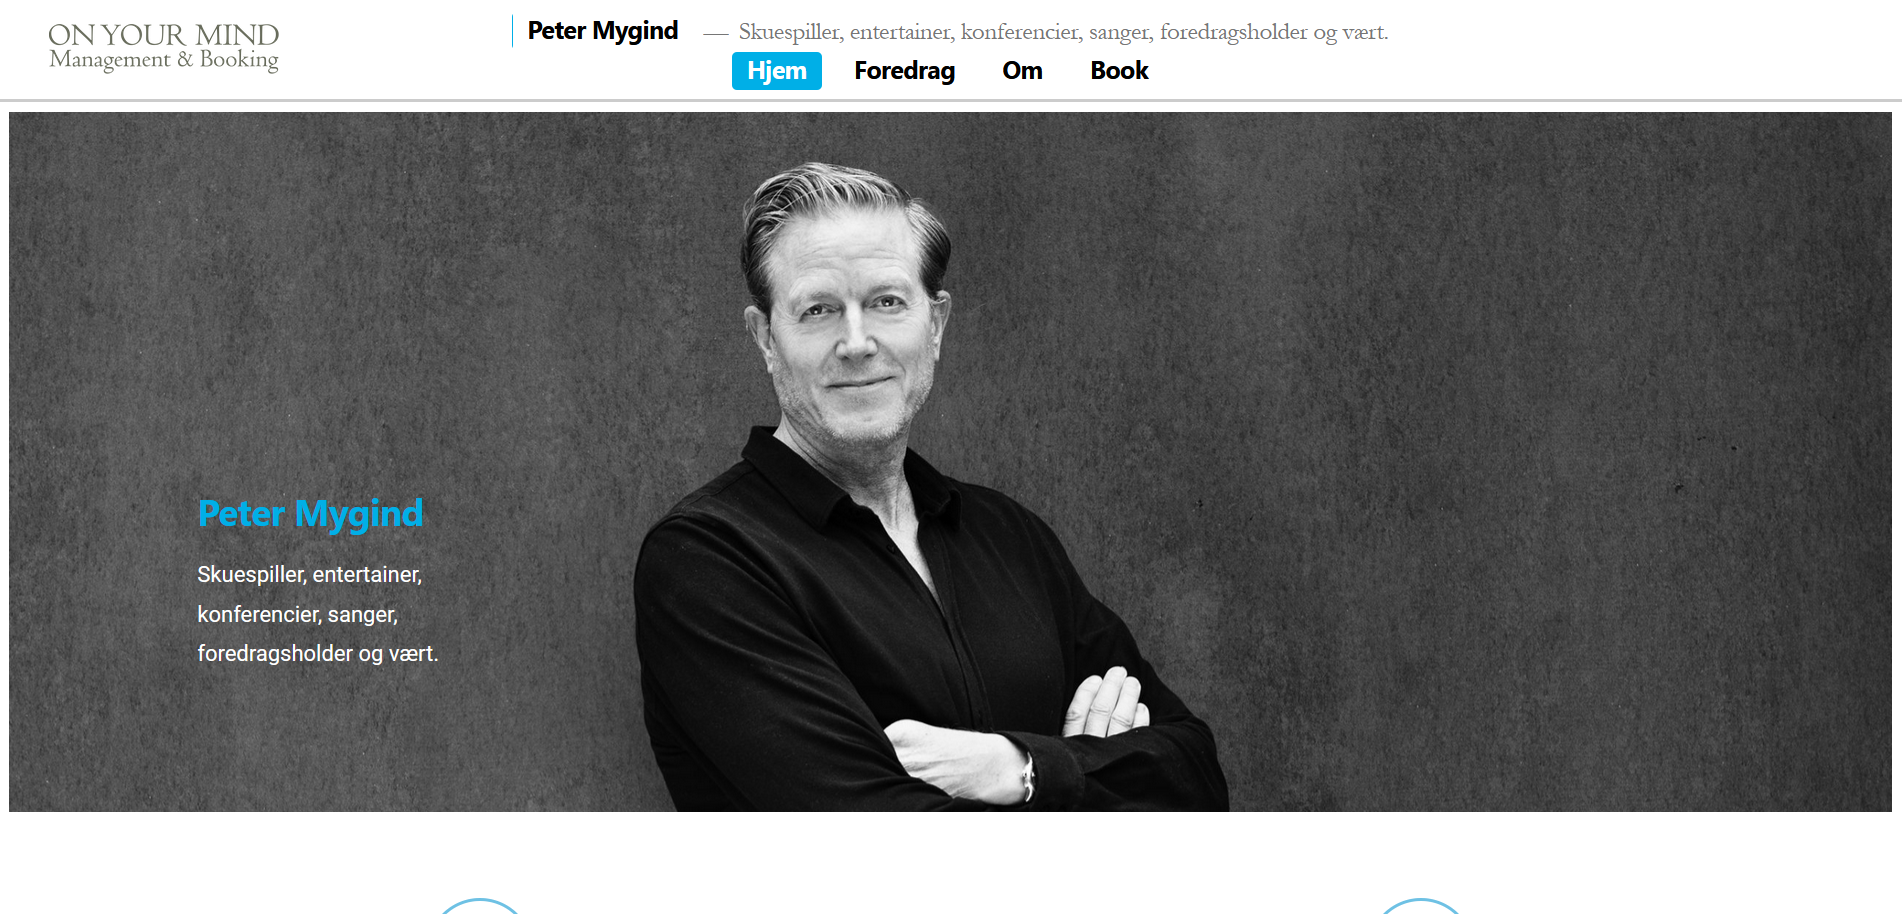 ON YOUR MIND
Management & Booking
Peter Mygind — Skuespiller, entertainer, konferencier, sanger, foredragsholder og vært.
Hjem Foredrag Om Book
Peter Mygind
Skuespiller, entertainer,
konferencier, sanger,
foredragsholder og vært.